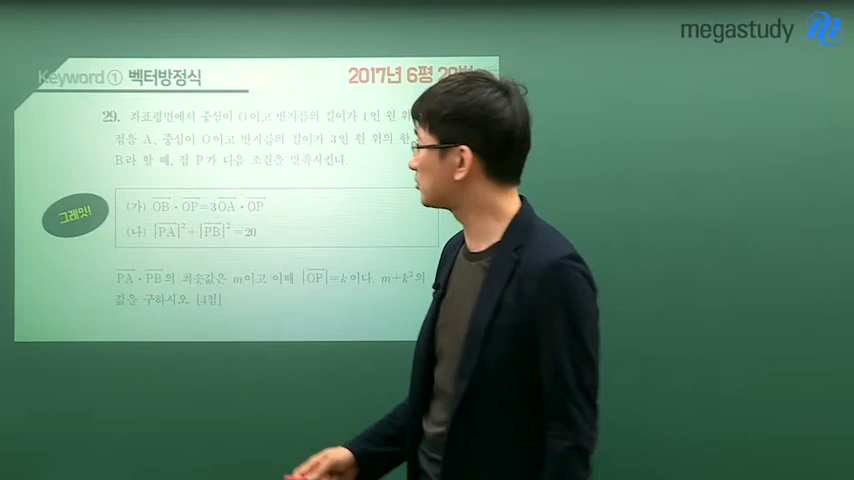 megastudy
Keyword① 벡터방정식
2017년 6평
29. 좌표평면에서 중심이 O이고 반지름의 길이가 1인 원 위
점을 A, 중심이 O이고 반지름의 길이가 3인 원 위의 한
B라 할 때, 점 P가 다음 조건을 만족시킨다.
그레잇!
(가) OB · OP=3OA · OP
(나) |PA|²+|PB|²=20
PA · PB의 최솟값은 m이고 이때 |OP|=k이다. m+k²의
값을 구하시오. [4점]